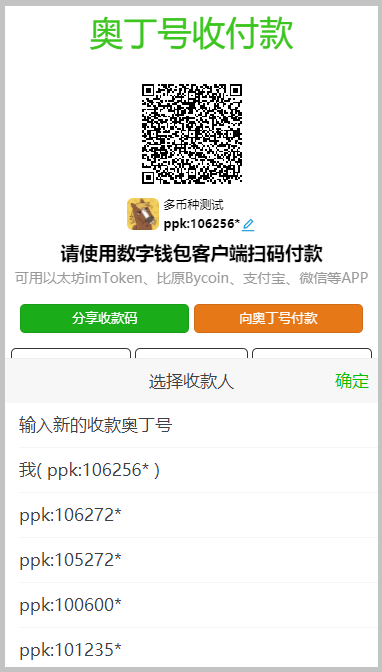 奥丁号收付款
多币种测试
ppk:106256*
请使用数字钱包客户端扫码付款
可用以太坊imToken、比原Bycoin、支付宝、微信等APP
分享收款码
向奥丁号付款
选择收款人
确定
输入新的收款奥丁号
我( ppk:106256* )
ppk:106272*
ppk:105272*
ppk:100600*
ppk:101235*